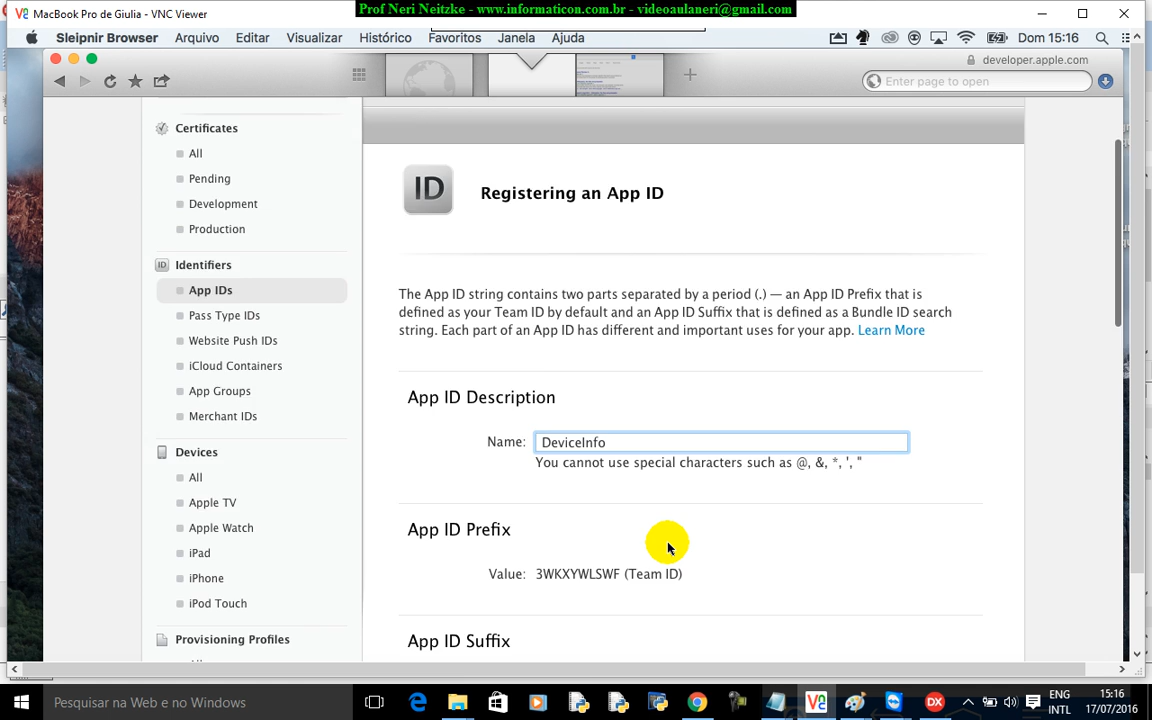 Prof Neri Neitzke - www.informaticon.com.br - videoaulaneri@gmail.com
MacBook Pro de Giulia - VNC Viewer
Sleipnir Browser Arquivo Editar Visualizar Histórico Favoritos Janela Ajuda Dom 15:16
developer.apple.com
Enter page to open
Certificates
All
Pending
Development
Production
Identifiers
App IDs
Pass Type IDs
Website Push IDs
iCloud Containers
App Groups
Merchant IDs
Devices
All
Apple TV
Apple Watch
iPad
iPhone
iPod Touch
Provisioning Profiles
ID Registering an App ID
The App ID string contains two parts separated by a period (.) — an App ID Prefix that is
defined as your Team ID by default and an App ID Suffix that is defined as a Bundle ID search
string. Each part of an App ID has different and important uses for your app. Learn More
App ID Description
Name: DeviceInfo
You cannot use special characters such as @, &, *, ', "
App ID Prefix
Value: 3WKXYWLSWF (Team ID)
App ID Suffix
Pesquisar na Web e no Windows
ENG 15:16
INTL 17/07/2016